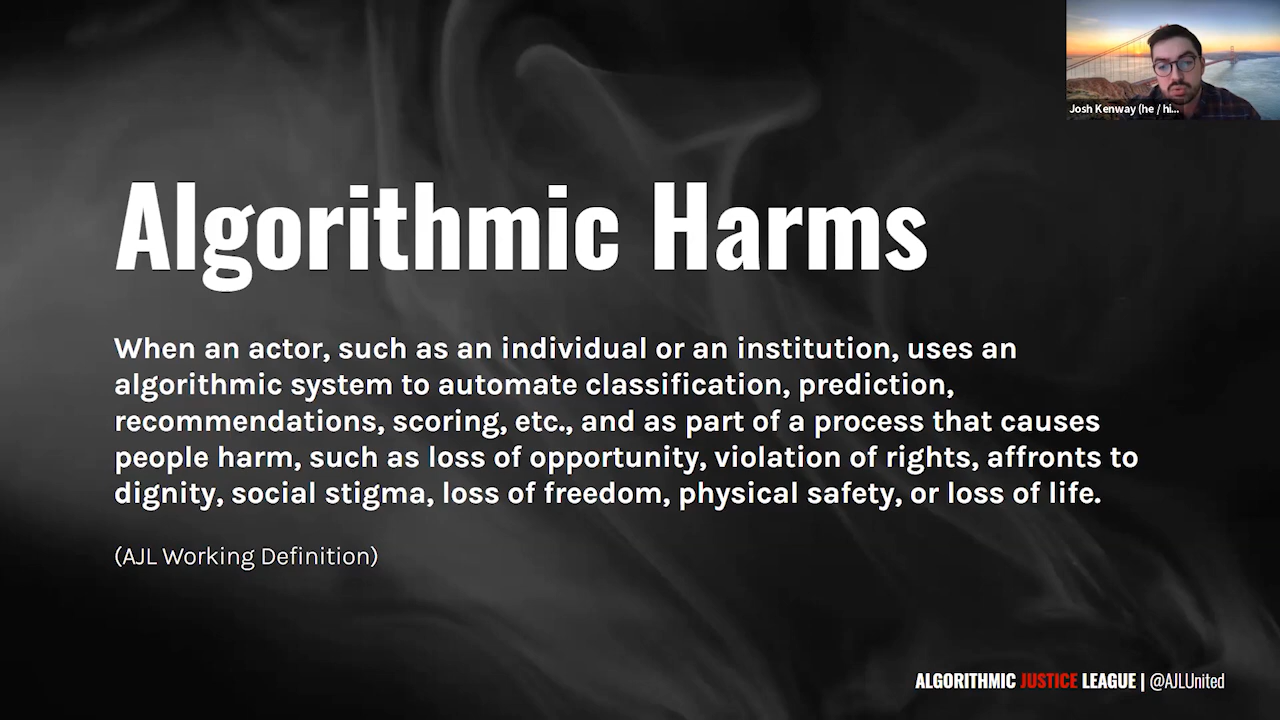 Josh Kenway (he / hi...
Algorithmic Harms
When an actor, such as an individual or an institution, uses an
algorithmic system to automate classification, prediction,
recommendations, scoring, etc., and as part of a process that causes
people harm, such as loss of opportunity, violation of rights, affronts to
dignity, social stigma, loss of freedom, physical safety, or loss of life.
(AJL Working Definition)
ALGORITHMIC JUSTICE LEAGUE | @AJLUnited